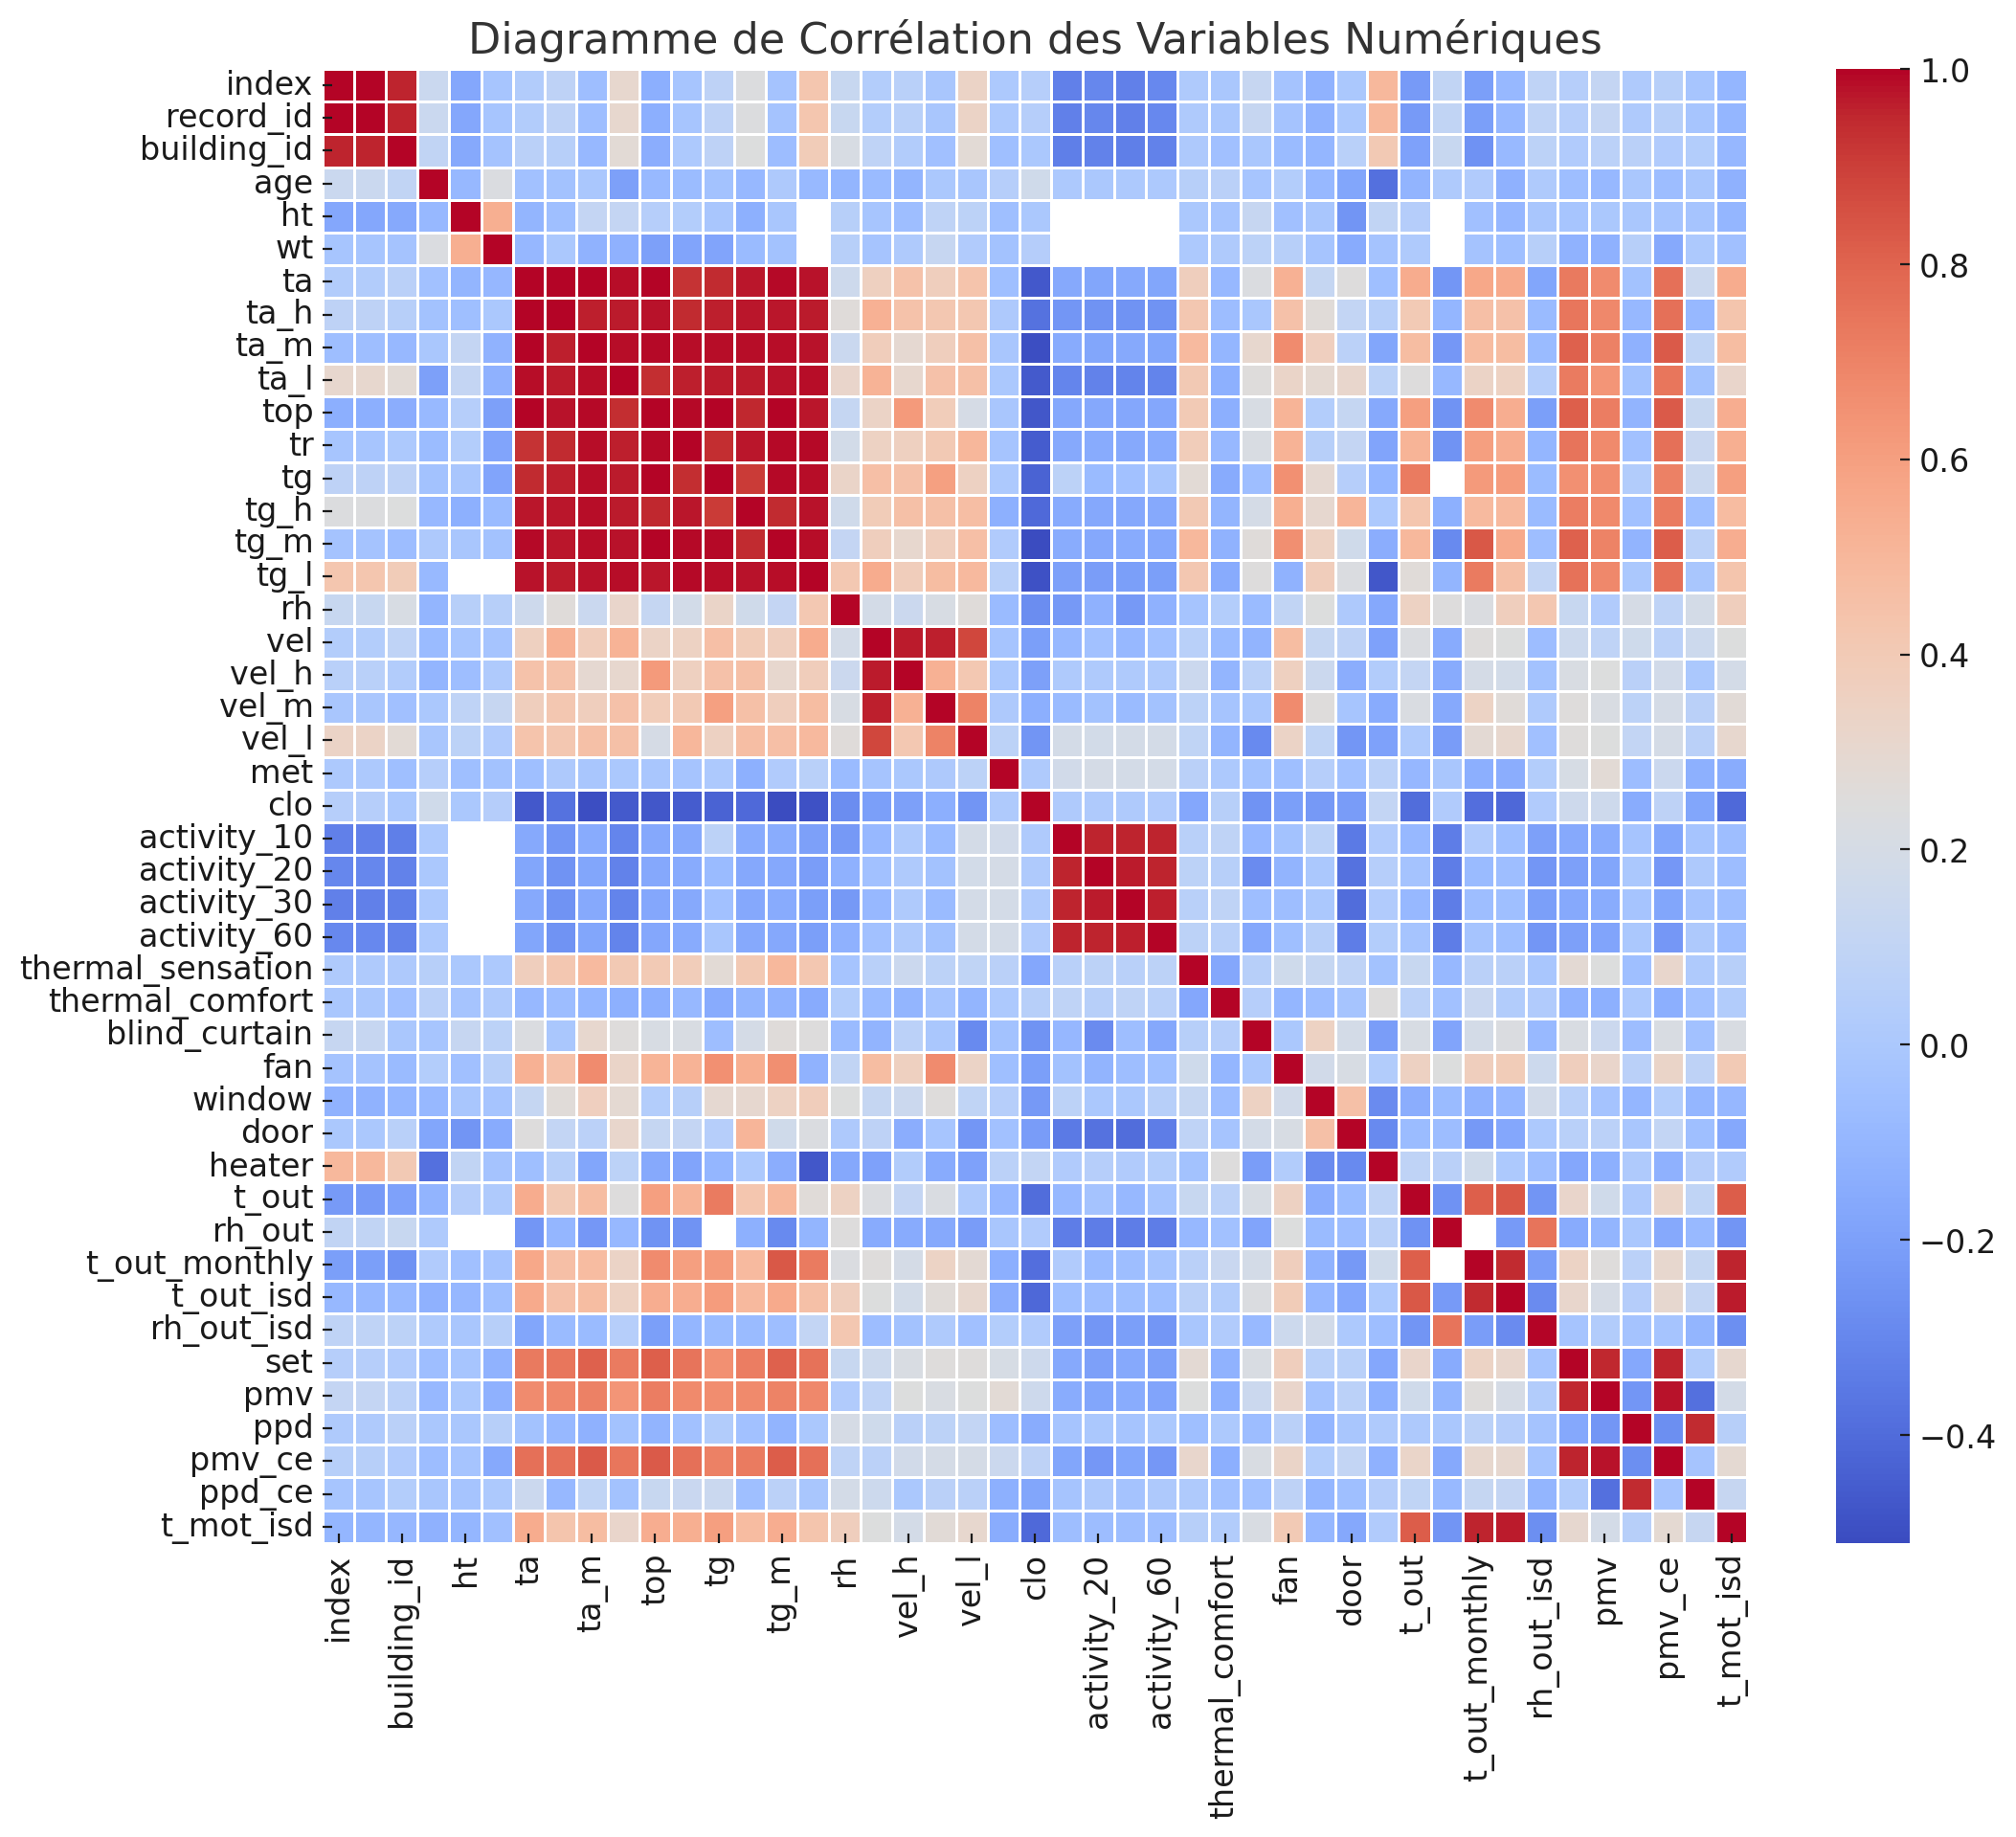 Diagramme de Corrélation des Variables Numériques
index
record_id
building_id
age
ht
wt
ta
ta_h
ta_m
ta_l
top
tr
tg
tg_h
tg_m
tg_l
rh
vel
vel_h
vel_m
vel_l
met
clo
activity_10
activity_20
activity_30
activity_60
thermal_sensation
thermal_comfort
blind_curtain
fan
window
door
heater
t_out
rh_out
t_out_monthly
t_out_isd
rh_out_isd
set
pmv
ppd
pmv_ce
ppd_ce
t_mot_isd
index
building_id
ht
ta
ta_m
top
tg
tg_m
rh
vel_h
vel_l
clo
activity_20
activity_60
thermal_comfort
fan
door
t_out
t_out_monthly
rh_out_isd
pmv
pmv_ce
t_mot_isd
1.0
0.8
0.6
0.4
0.2
0.0
−0.2
−0.4